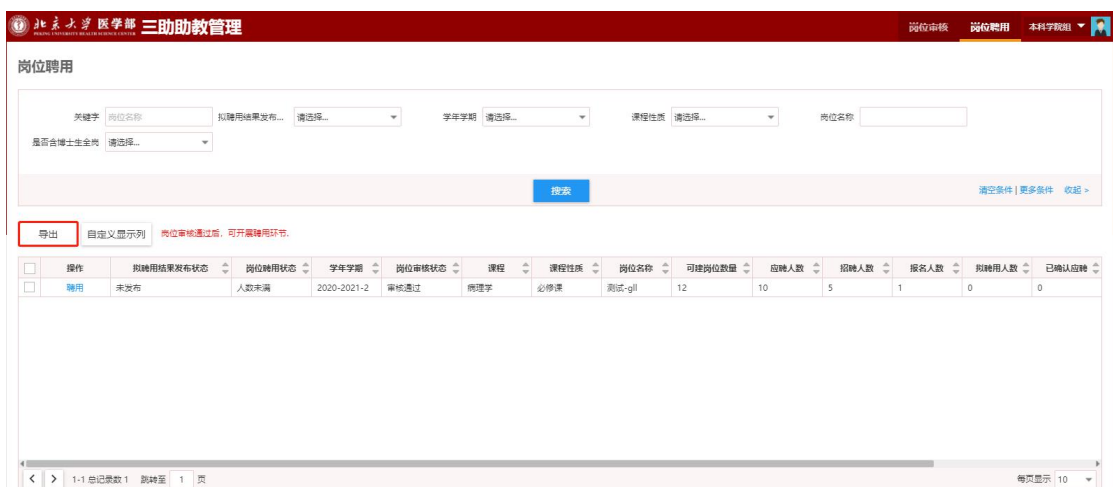 北京大学 医学部 三助助教管理 岗位审核 岗位聘用 本科学院组
PEKING UNIVERSITY HEALTH SCIENCE CENTER
岗位聘用
关键字 岗位名称 拟聘用结果发布... 请选择... 学年学期 请选择... 课程性质 请选择... 岗位名称
是否含博士生全岗 请选择...
搜索 清空条件 | 更多条件 收起 >
导出 自定义显示列 岗位审核通过后，可开展聘用环节。
操作 拟聘用结果发布状态 岗位聘用状态 学年学期 岗位审核状态 课程 课程性质 岗位名称 可建岗位数量 应聘人数 招聘人数 报名人数 拟聘用人数 已确认应聘
聘用 未发布 人数未满 2020-2021-2 审核通过 病理学 必修课 测试-gll 12 10 5 1 0 0
< > 1-1 总记录数 1 跳转至 1 页 每页显示 10